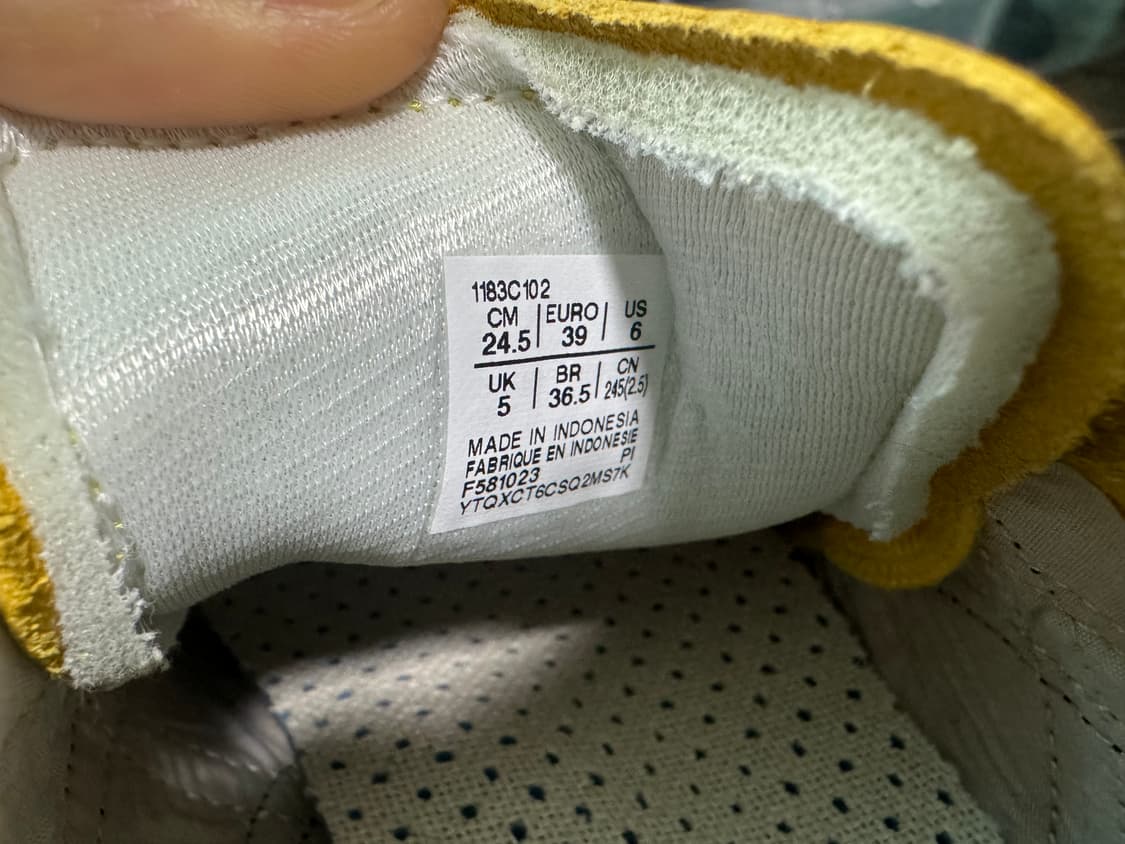 1183C102
CM | EURO | US
24.5 | 39 | 6
UK | BR | CN
5 | 36.5 | 245(2.5)
MADE IN INDONESIA
FABRIQUE EN INDONESIE
F581023 PI
YTQXCT6CSQ2MS7K